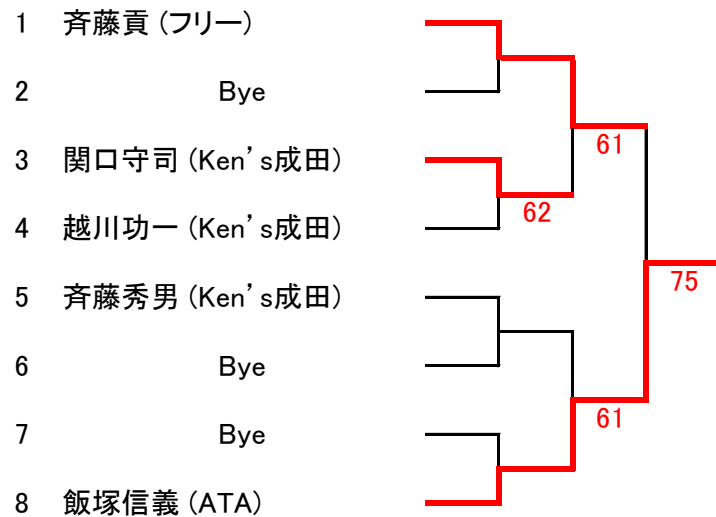 1 斉藤貢 (フリー)
2 Bye
61
3 関口守司 (Ken's成田)
62
4 越川功一 (Ken's成田)
75
5 斉藤秀男 (Ken's成田)
6 Bye
61
7 Bye
8 飯塚信義 (ATA)